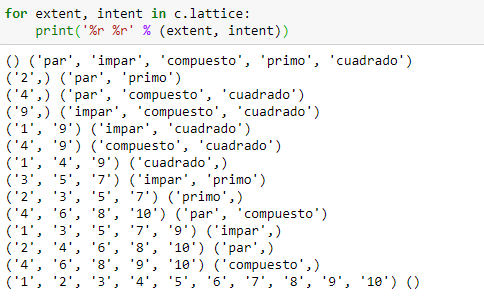 for extent, intent in c.lattice:
    print('%r %r' % (extent, intent))
() ('par', 'impar', 'compuesto', 'primo', 'cuadrado')
('2',) ('par', 'primo')
('4',) ('par', 'compuesto', 'cuadrado')
('9',) ('impar', 'compuesto', 'cuadrado')
('1', '9') ('impar', 'cuadrado')
('4', '9') ('compuesto', 'cuadrado')
('1', '4', '9') ('cuadrado',)
('3', '5', '7') ('impar', 'primo')
('2', '3', '5', '7') ('primo',)
('4', '6', '8', '10') ('par', 'compuesto')
('1', '3', '5', '7', '9') ('impar',)
('2', '4', '6', '8', '10') ('par',)
('4', '6', '8', '9', '10') ('compuesto',)
('1', '2', '3', '4', '5', '6', '7', '8', '9', '10') ()